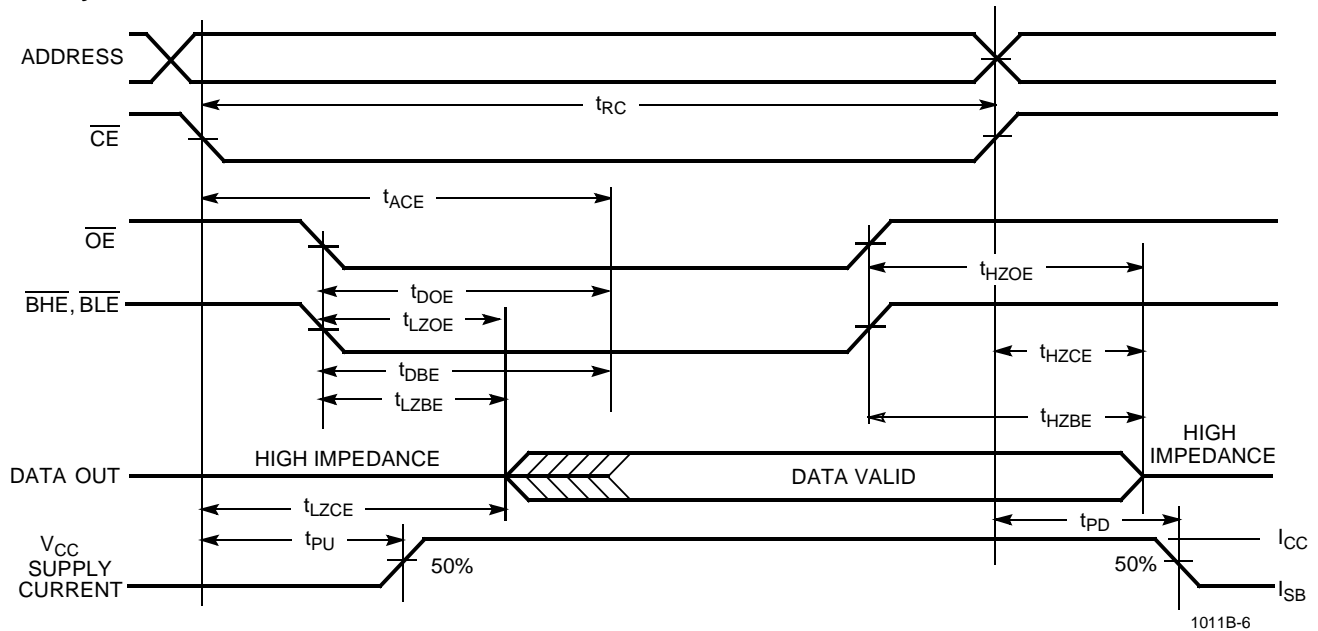 ADDRESS
tRC
CE
tACE
OE
tHZOE
tDOE
BHE, BLE
tLZOE
tHZCE
tDBE
tLZBE
tHZBE
HIGH
IMPEDANCE
HIGH IMPEDANCE
DATA OUT
DATA VALID
tLZCE
tPD
tPU
VCC
SUPPLY
CURRENT
50%
50%
ICC
ISB
1011B-6